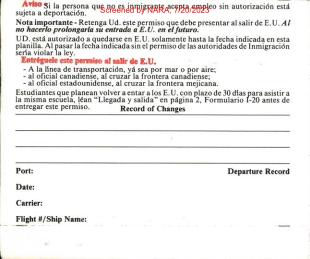 Aviso Si la persona que no es inmigrante acepta empleo sin autorización está
sujeta a deportación.
Screened by NARA, 7/20/2023
Nota importante - Retenga Ud. este permiso que debe presentar al salir de E.U. Al
no hacerlo prolongaría su entrada a E.U. en el futuro.
UD. está autorizado a quedarse en E.U. solamente hasta la fecha indicada en esta
planilla. Al pasar la fecha indicada sin el permiso de las autoridades de Inmigración
sería violar la ley.
Entréguele este permiso al salir de E.U.
- A la línea de transportación, yá sea por mar o por aire;
- al oficial canadiense, al cruzar la frontera canadiense;
- al oficial estadounidense, al cruzar la frontera mejicana.
Estudiantes que planean volver a entar a los E.U. con plazo de 30 dlas para asistir a
la misma escuela, léan "Llegada y salida" en página 2, Formulario I-20 antes de
entregar este permiso.
Record of Changes
Port:
Departure Record
Date:
Carrier:
Flight #/Ship Name: